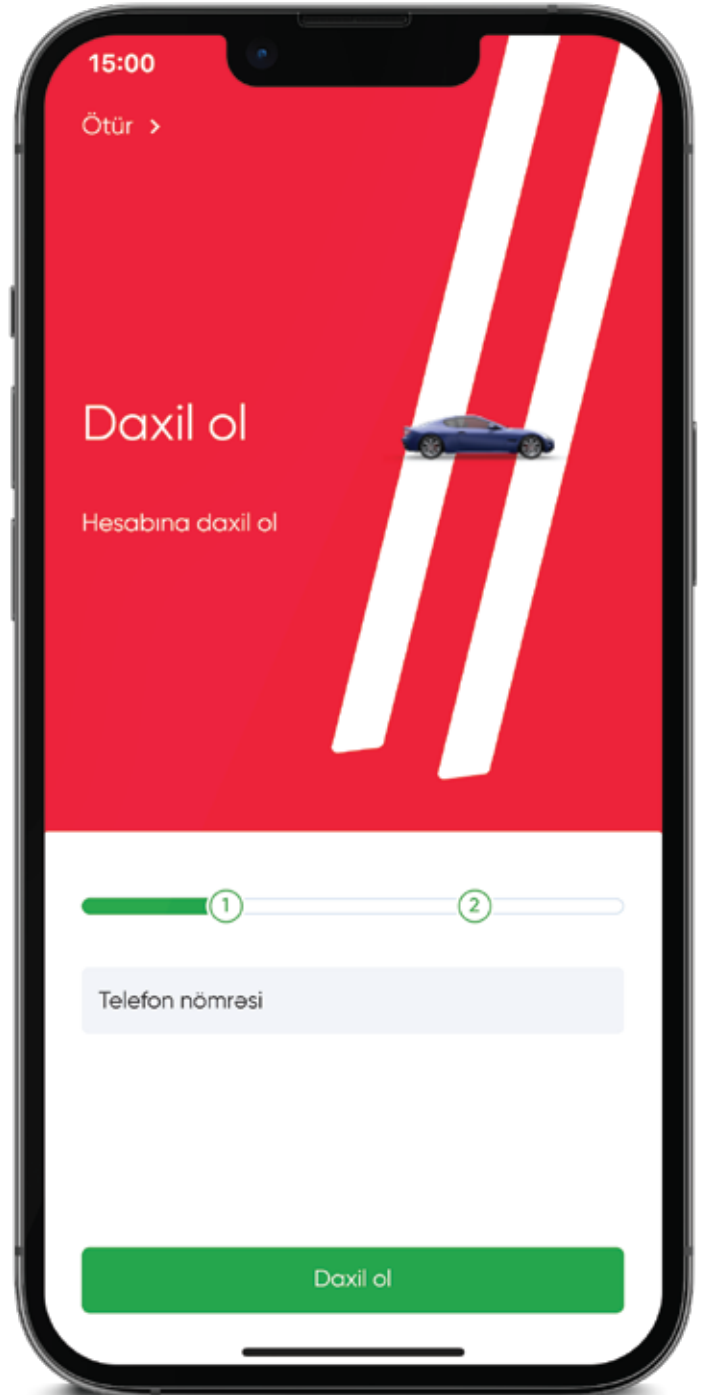 15:00
Ötür >
Daxil ol
Hesabına daxil ol
1
2
Telefon nömrəsi
Daxil ol